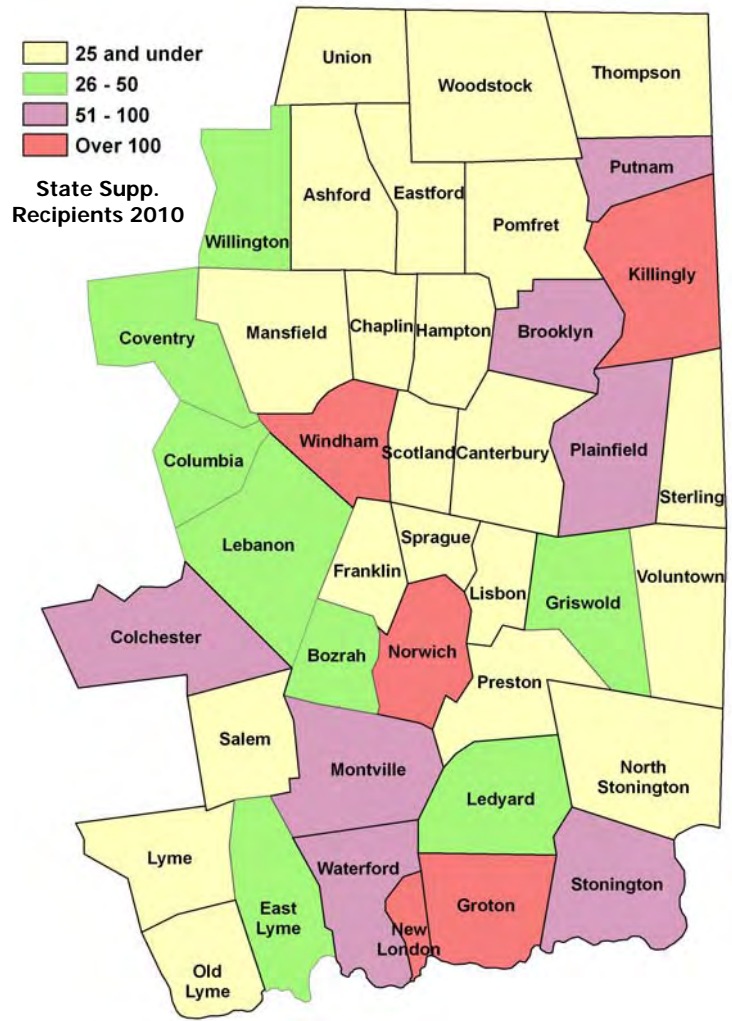 25 and under
26 - 50
51 - 100
Over 100
State Supp.
Recipients 2010
Union
Woodstock
Thompson
Putnam
Ashford
Eastford
Pomfret
Willington
Killingly
Mansfield
Chaplin
Hampton
Brooklyn
Coventry
Windham
Scotland
Canterbury
Plainfield
Columbia
Sterling
Lebanon
Sprague
Franklin
Lisbon
Griswold
Voluntown
Colchester
Bozrah
Norwich
Preston
Salem
Montville
North
Stonington
Ledyard
Lyme
Waterford
Stonington
East
Lyme
New
London
Groton
Old
Lyme